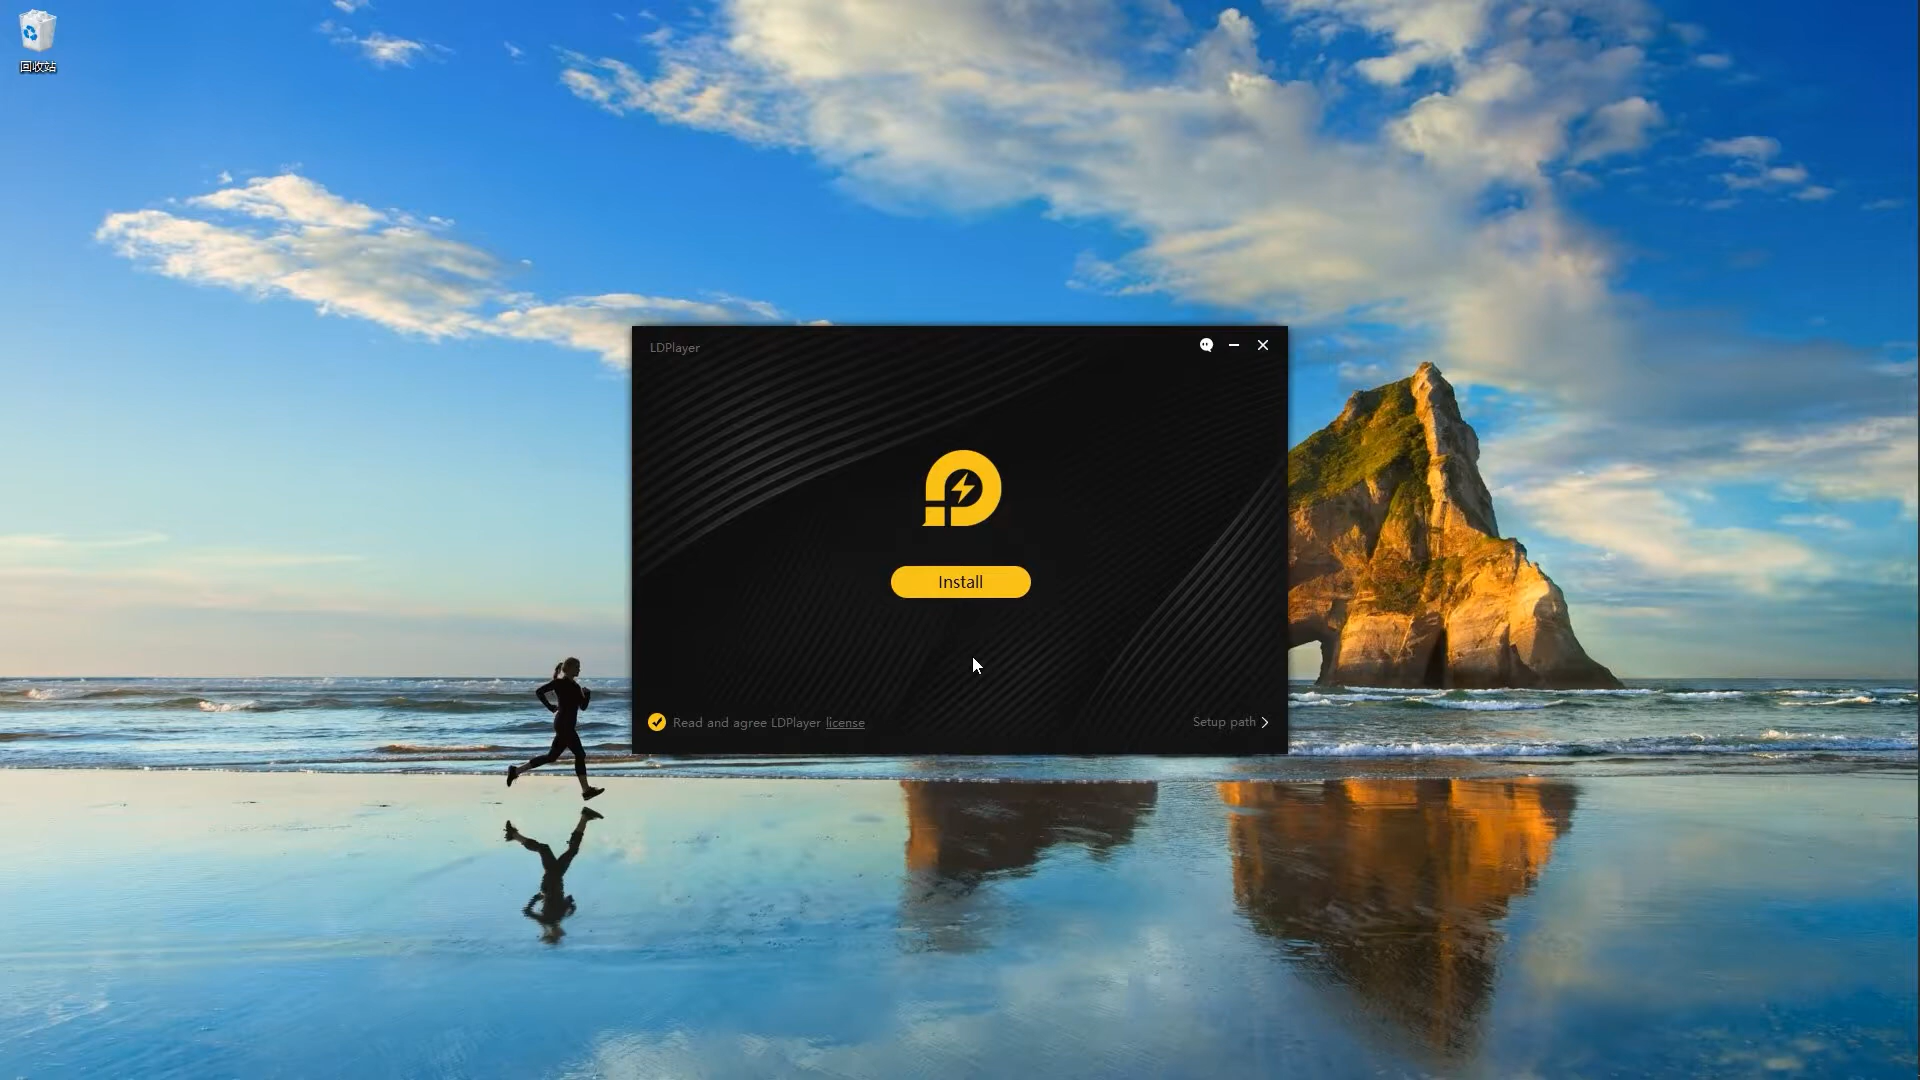 回收站
LDPlayer
Install
Read and agree LDPlayer license
Setup path